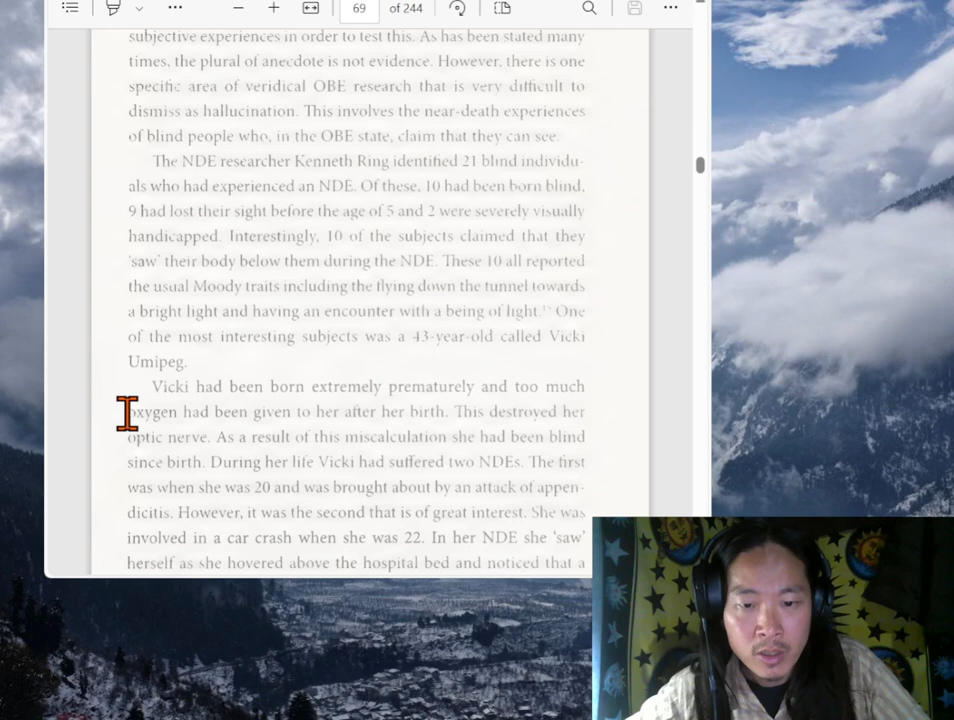 69 of 244
subjective experiences in order to test this. As has been stated many
times, the plural of anecdote is not evidence. However, there is one
specific area of veridical OBE research that is very difficult to
dismiss as hallucination. This involves the near-death experiences
of blind people who, in the OBE state, claim that they can see.
The NDE researcher Kenneth Ring identified 21 blind individu-
als who had experienced an NDE. Of these, 10 had been born blind,
9 had lost their sight before the age of 5 and 2 were severely visually
handicapped. Interestingly, 10 of the subjects claimed that they
'saw' their body below them during the NDE. These 10 all reported
the usual Moody traits including the flying down the tunnel towards
a bright light and having an encounter with a being of light. One
of the most interesting subjects was a 43-year-old called Vicki
Umipeg.
Vicki had been born extremely prematurely and too much
oxygen had been given to her after her birth. This destroyed her
optic nerve. As a result of this miscalculation she had been blind
since birth. During her life Vicki had suffered two NDEs. The first
was when she was 20 and was brought about by an attack of appen-
dicitis. However, it was the second that is of great interest. She was
involved in a car crash when she was 22. In her NDE she 'saw'
herself as she hovered above the hospital bed and noticed that a